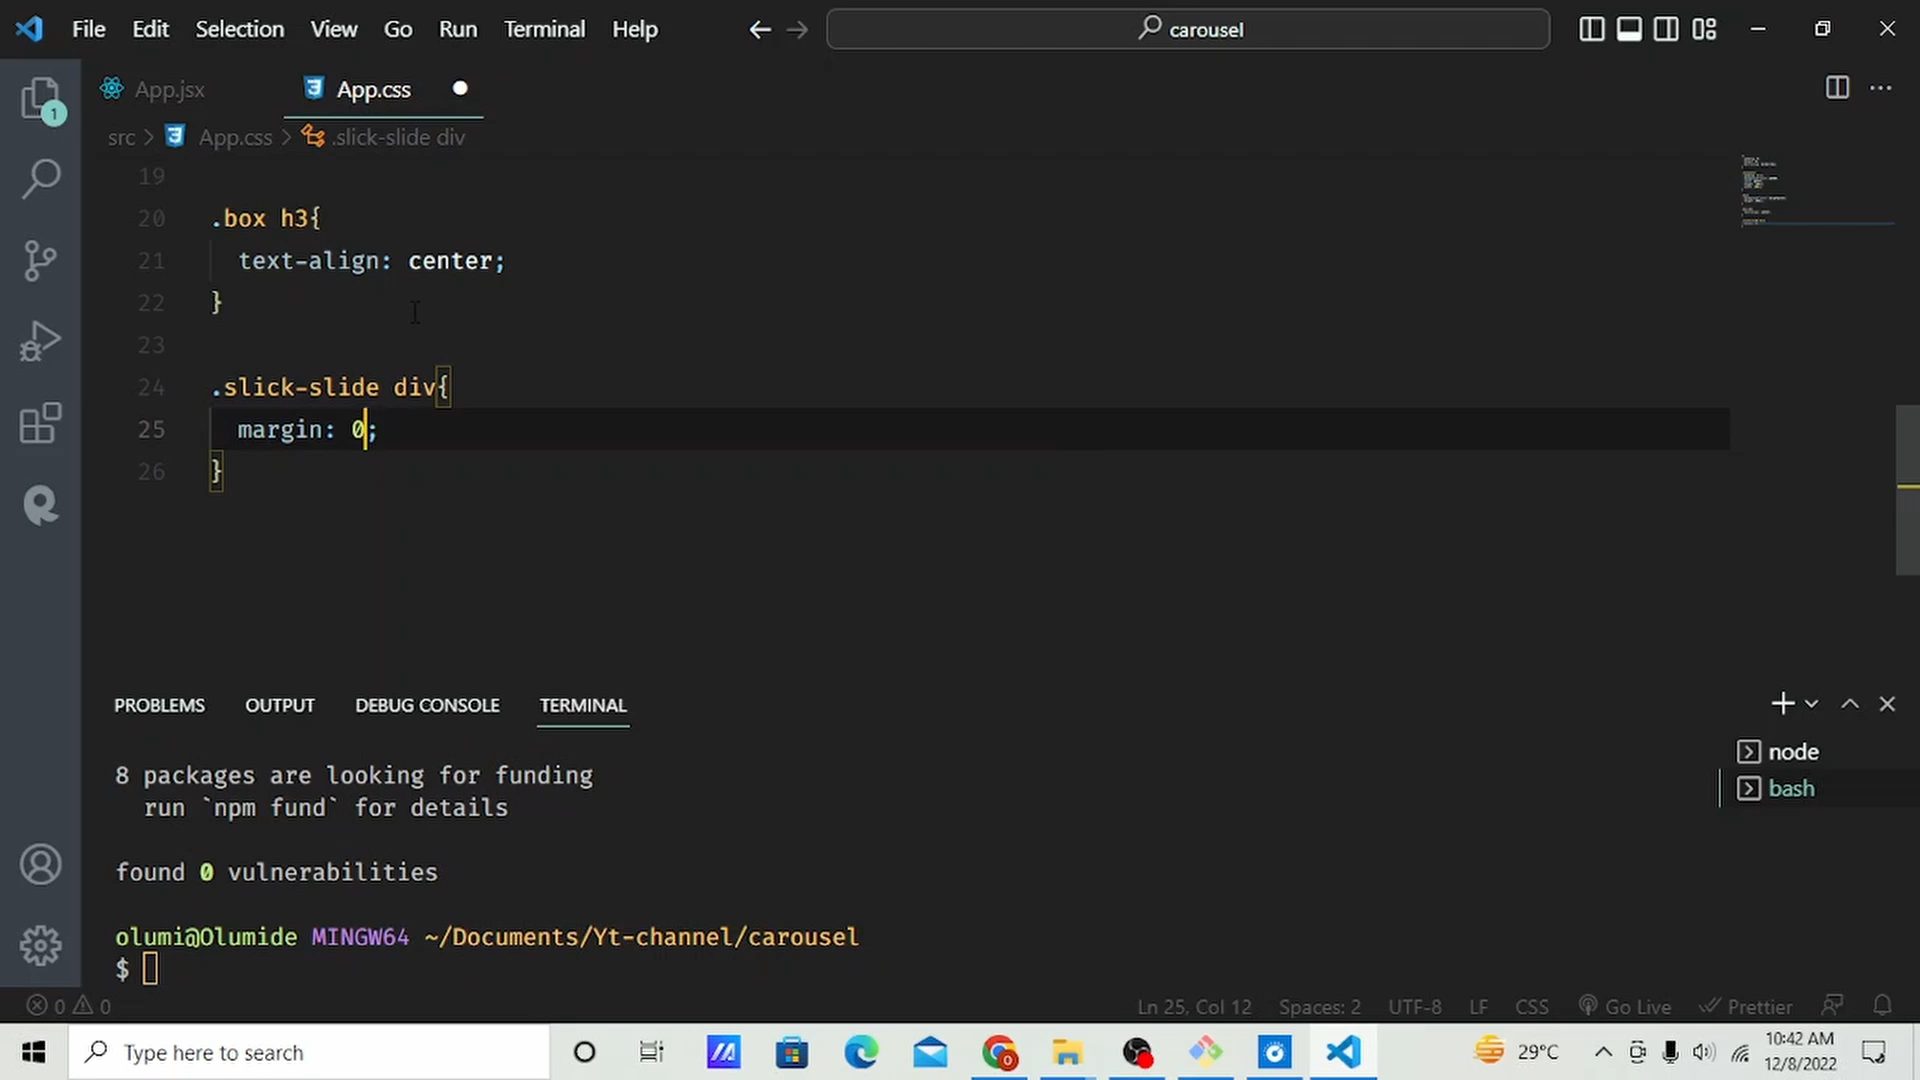 File Edit Selection View Go Run Terminal Help
carousel
App.jsx
App.css
src > App.css > .slick-slide div
19
20 .box h3{
21 text-align: center;
22 }
23
24 .slick-slide div{
25 margin: 0;
26 }
1
PROBLEMS OUTPUT DEBUG CONSOLE TERMINAL
8 packages are looking for funding
run `npm fund` for details
found 0 vulnerabilities
olumi@Olumide MINGW64 ~/Documents/Yt-channel/carousel
$
node
bash
0 0
Ln 25, Col 12 Spaces: 2 UTF-8 LF CSS Go Live Prettier
Type here to search
29°C
10:42 AM
12/8/2022